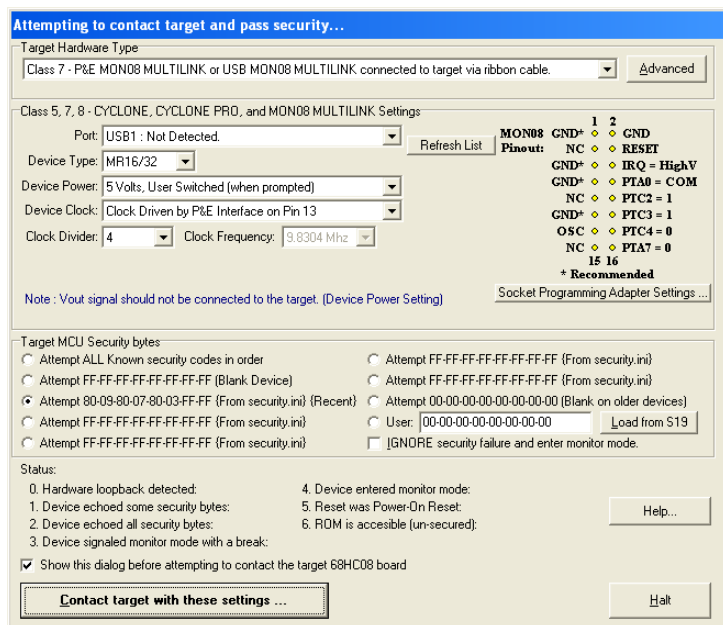 Attempting to contact target and pass security...
Target Hardware Type
Class 7 - P&E MON08 MULTILINK or USB MON08 MULTILINK connected to target via ribbon cable.
Advanced
Class 5, 7, 8 - CYCLONE, CYCLONE PRO, and MON08 MULTILINK Settings
Port: USB1 : Not Detected.
Refresh List
Device Type: MR16/32
Device Power: 5 Volts, User Switched (when prompted)
Device Clock: Clock Driven by P&E Interface on Pin 13
Clock Divider: 4 Clock Frequency: 9.8304 Mhz
1 2
MON08 GND* GND
Pinout: NC RESET
GND* IRQ = HighV
GND* PTA0 = COM
NC PTC2 = 1
GND* PTC3 = 1
OSC PTC4 = 0
NC PTA7 = 0
15 16
* Recommended
Note : Vout signal should not be connected to the target. (Device Power Setting)
Socket Programming Adapter Settings ...
Target MCU Security bytes
Attempt ALL Known security codes in order
Attempt FF-FF-FF-FF-FF-FF-FF-FF (Blank Device)
Attempt 80-09-80-07-80-03-FF-FF {From security.ini} {Recent}
Attempt FF-FF-FF-FF-FF-FF-FF-FF {From security.ini}
Attempt FF-FF-FF-FF-FF-FF-FF-FF {From security.ini}
Attempt FF-FF-FF-FF-FF-FF-FF-FF {From security.ini}
Attempt FF-FF-FF-FF-FF-FF-FF-FF {From security.ini}
Attempt 00-00-00-00-00-00-00-00 (Blank on older devices)
User: 00-00-00-00-00-00-00-00 Load from S19
IGNORE security failure and enter monitor mode.
Status:
0. Hardware loopback detected:
1. Device echoed some security bytes:
2. Device echoed all security bytes:
3. Device signaled monitor mode with a break:
4. Device entered monitor mode:
5. Reset was Power-On Reset:
6. ROM is accesible (un-secured):
Help...
Show this dialog before attempting to contact the target 68HC08 board
Contact target with these settings ...
Halt